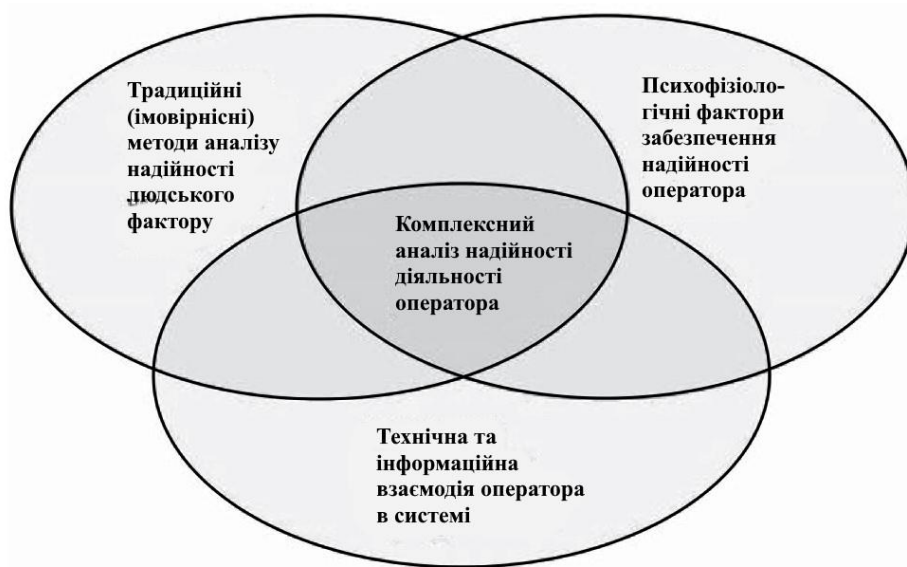 Традиційні
(імовірнісні)
методи аналізу
надійності
людського
фактору
Психофізіоло-
гічні фактори
забезпечення
надійності
оператора
Комплексний
аналіз надійності
діяльності
оператора
Технічна та
інформаційна
взаємодія оператора
в системі